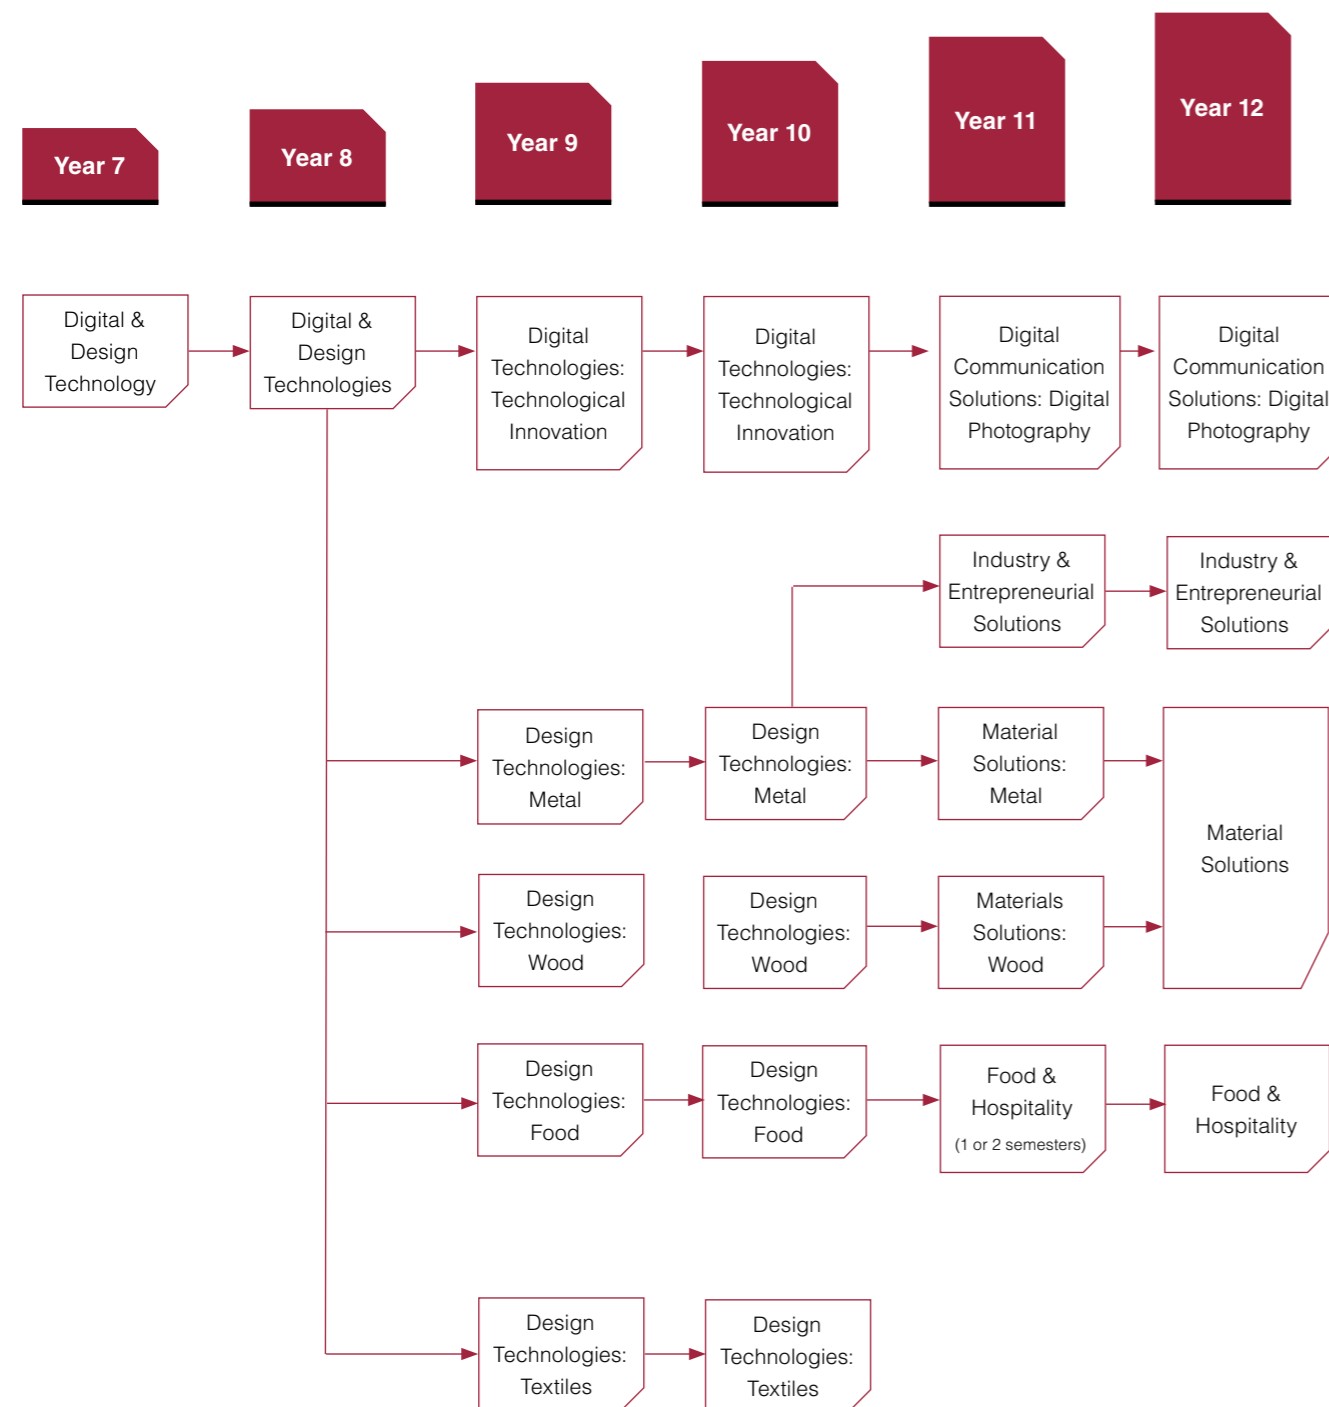 Year 7
Year 8
Year 9
Year 10
Year 11
Year 12
Digital &
Design
Technology
Digital &
Design
Technologies
Digital
Technologies:
Technological
Innovation
Digital
Technologies:
Technological
Innovation
Digital
Communication
Solutions: Digital
Photography
Digital
Communication
Solutions: Digital
Photography
Industry &
Entrepreneurial
Solutions
Industry &
Entrepreneurial
Solutions
Design
Technologies:
Metal
Design
Technologies:
Metal
Material
Solutions:
Metal
Material
Solutions
Design
Technologies:
Wood
Design
Technologies:
Wood
Materials
Solutions:
Wood
Design
Technologies:
Food
Design
Technologies:
Food
Food &
Hospitality
(1 or 2 semesters)
Food &
Hospitality
Design
Technologies:
Textiles
Design
Technologies:
Textiles